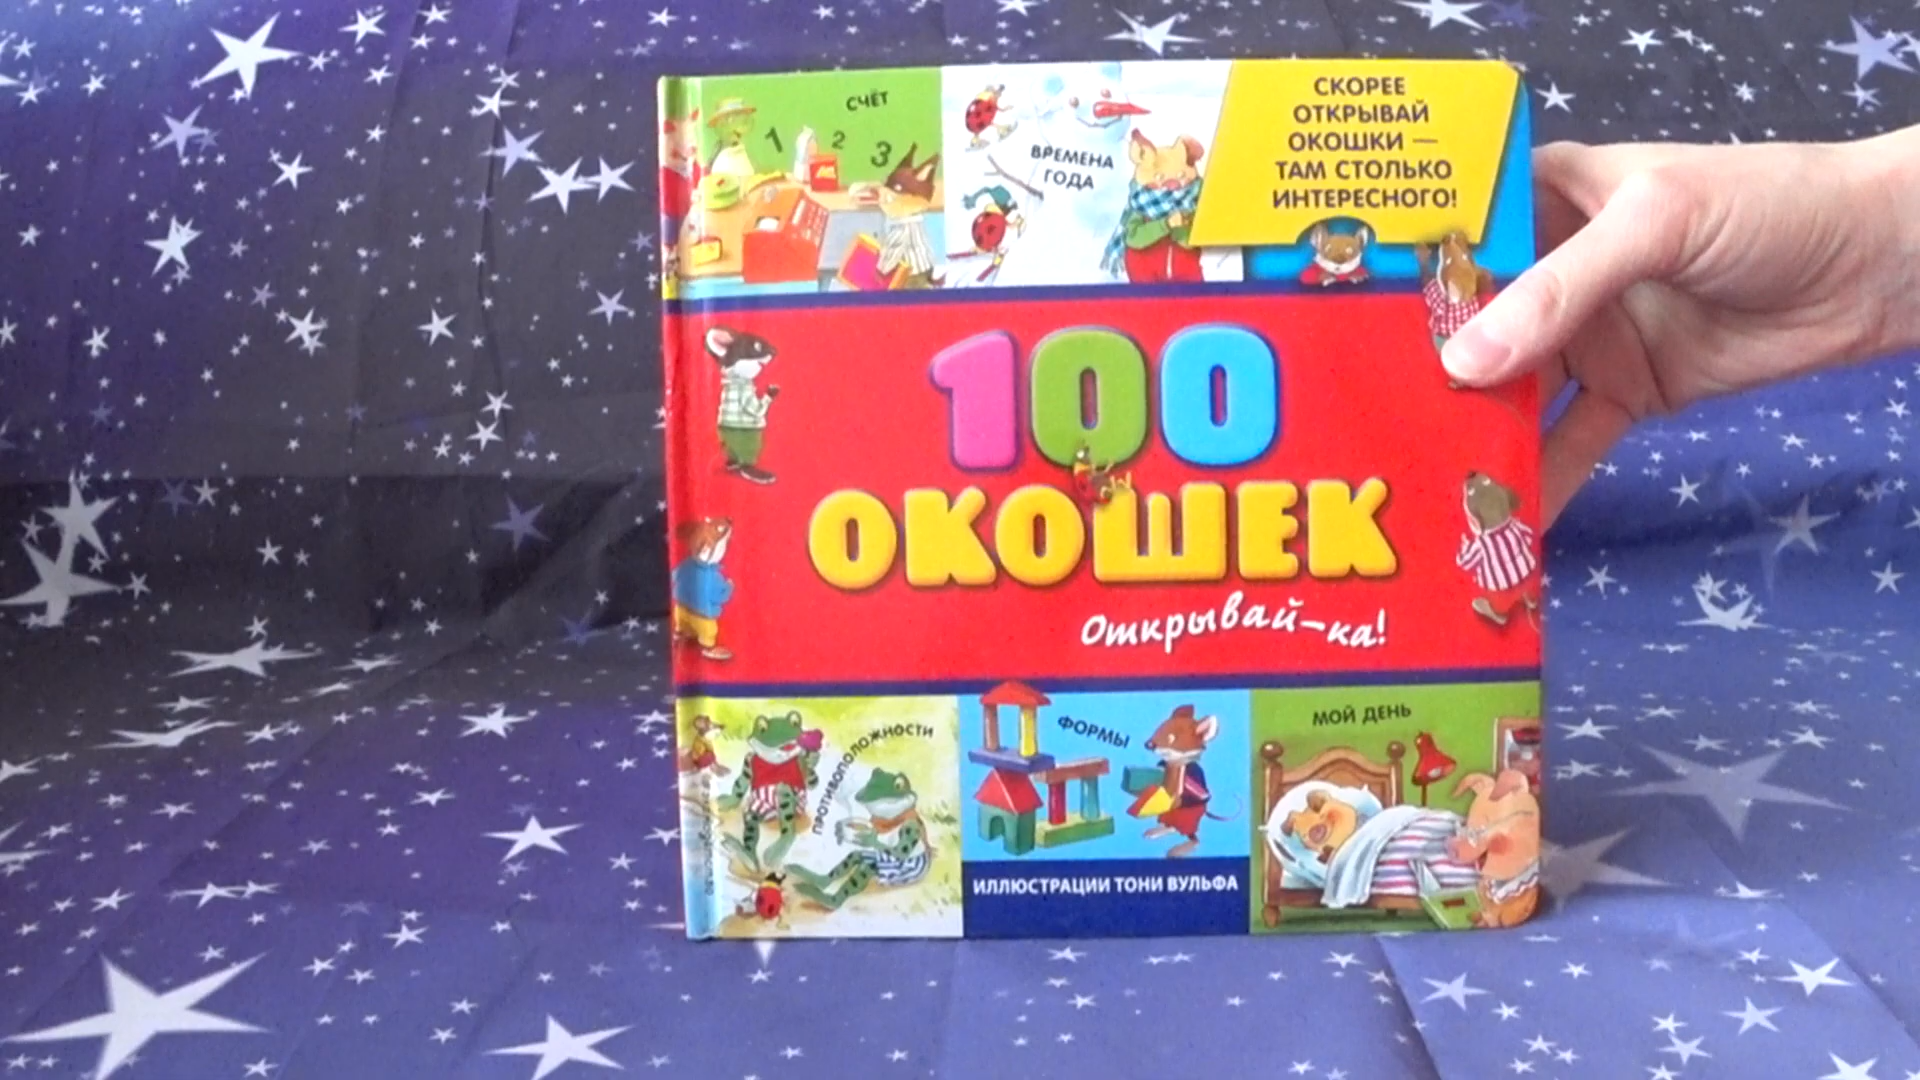 СЧЁТ
1 2 3
ВРЕМЕНА
ГОДА
СКОРЕЕ
ОТКРЫВАЙ
ОКОШКИ —
ТАМ СТОЛЬКО
ИНТЕРЕСНОГО!
100
ОКОШЕК
Открывай-ка!
ПРОТИВОПОЛОЖНОСТИ
ФОРМЫ
МОЙ ДЕНЬ
ИЛЛЮСТРАЦИИ ТОНИ ВУЛЬФА